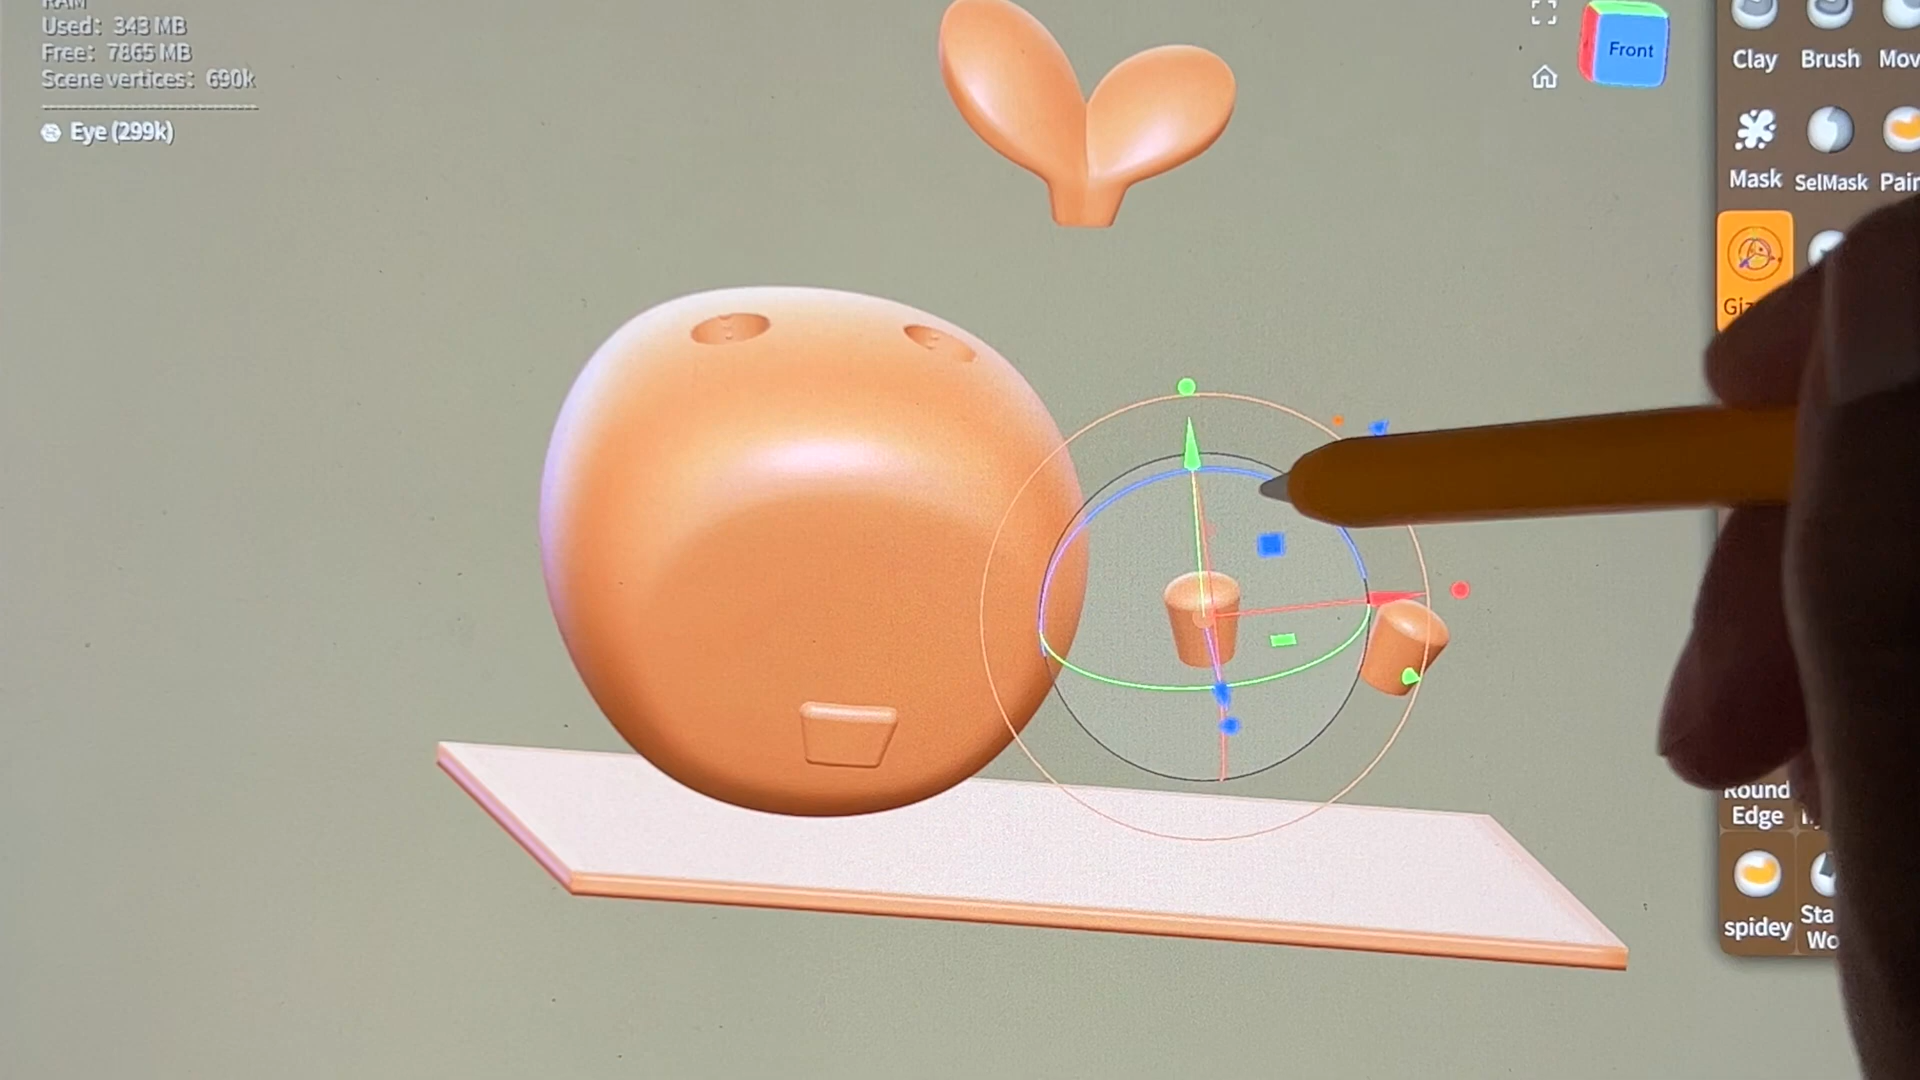 RAM
Used: 343 MB
Free: 7865 MB
Scene vertices: 690k
Eye (299k)
Front
Clay
Brush
Mask
SelMask
Round
Edge
spidey